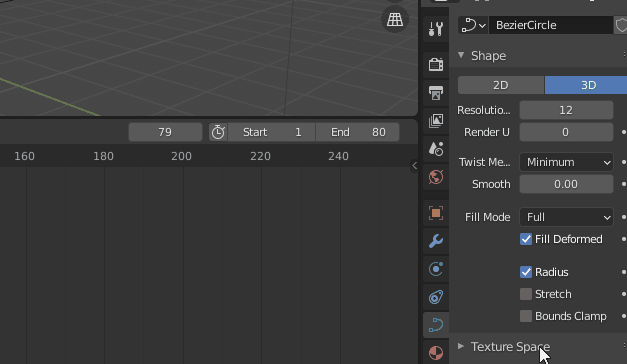 BezierCircle
Shape
2D 3D
Resolutio... 12
Render U 0
Twist Me... Minimum
Smooth 0.00
Fill Mode Full
Fill Deformed
Radius
Stretch
Bounds Clamp
Texture Space
79 Start 1 End 80
160 180 200 220 240